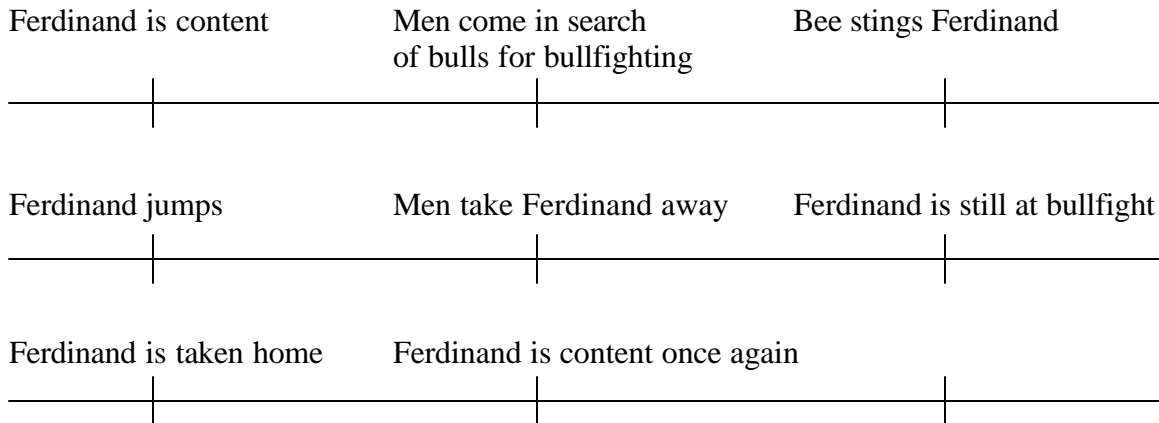 Ferdinand is content
Men come in search
of bulls for bullfighting
Bee stings Ferdinand
Ferdinand jumps
Men take Ferdinand away
Ferdinand is still at bullfight
Ferdinand is taken home
Ferdinand is content once again